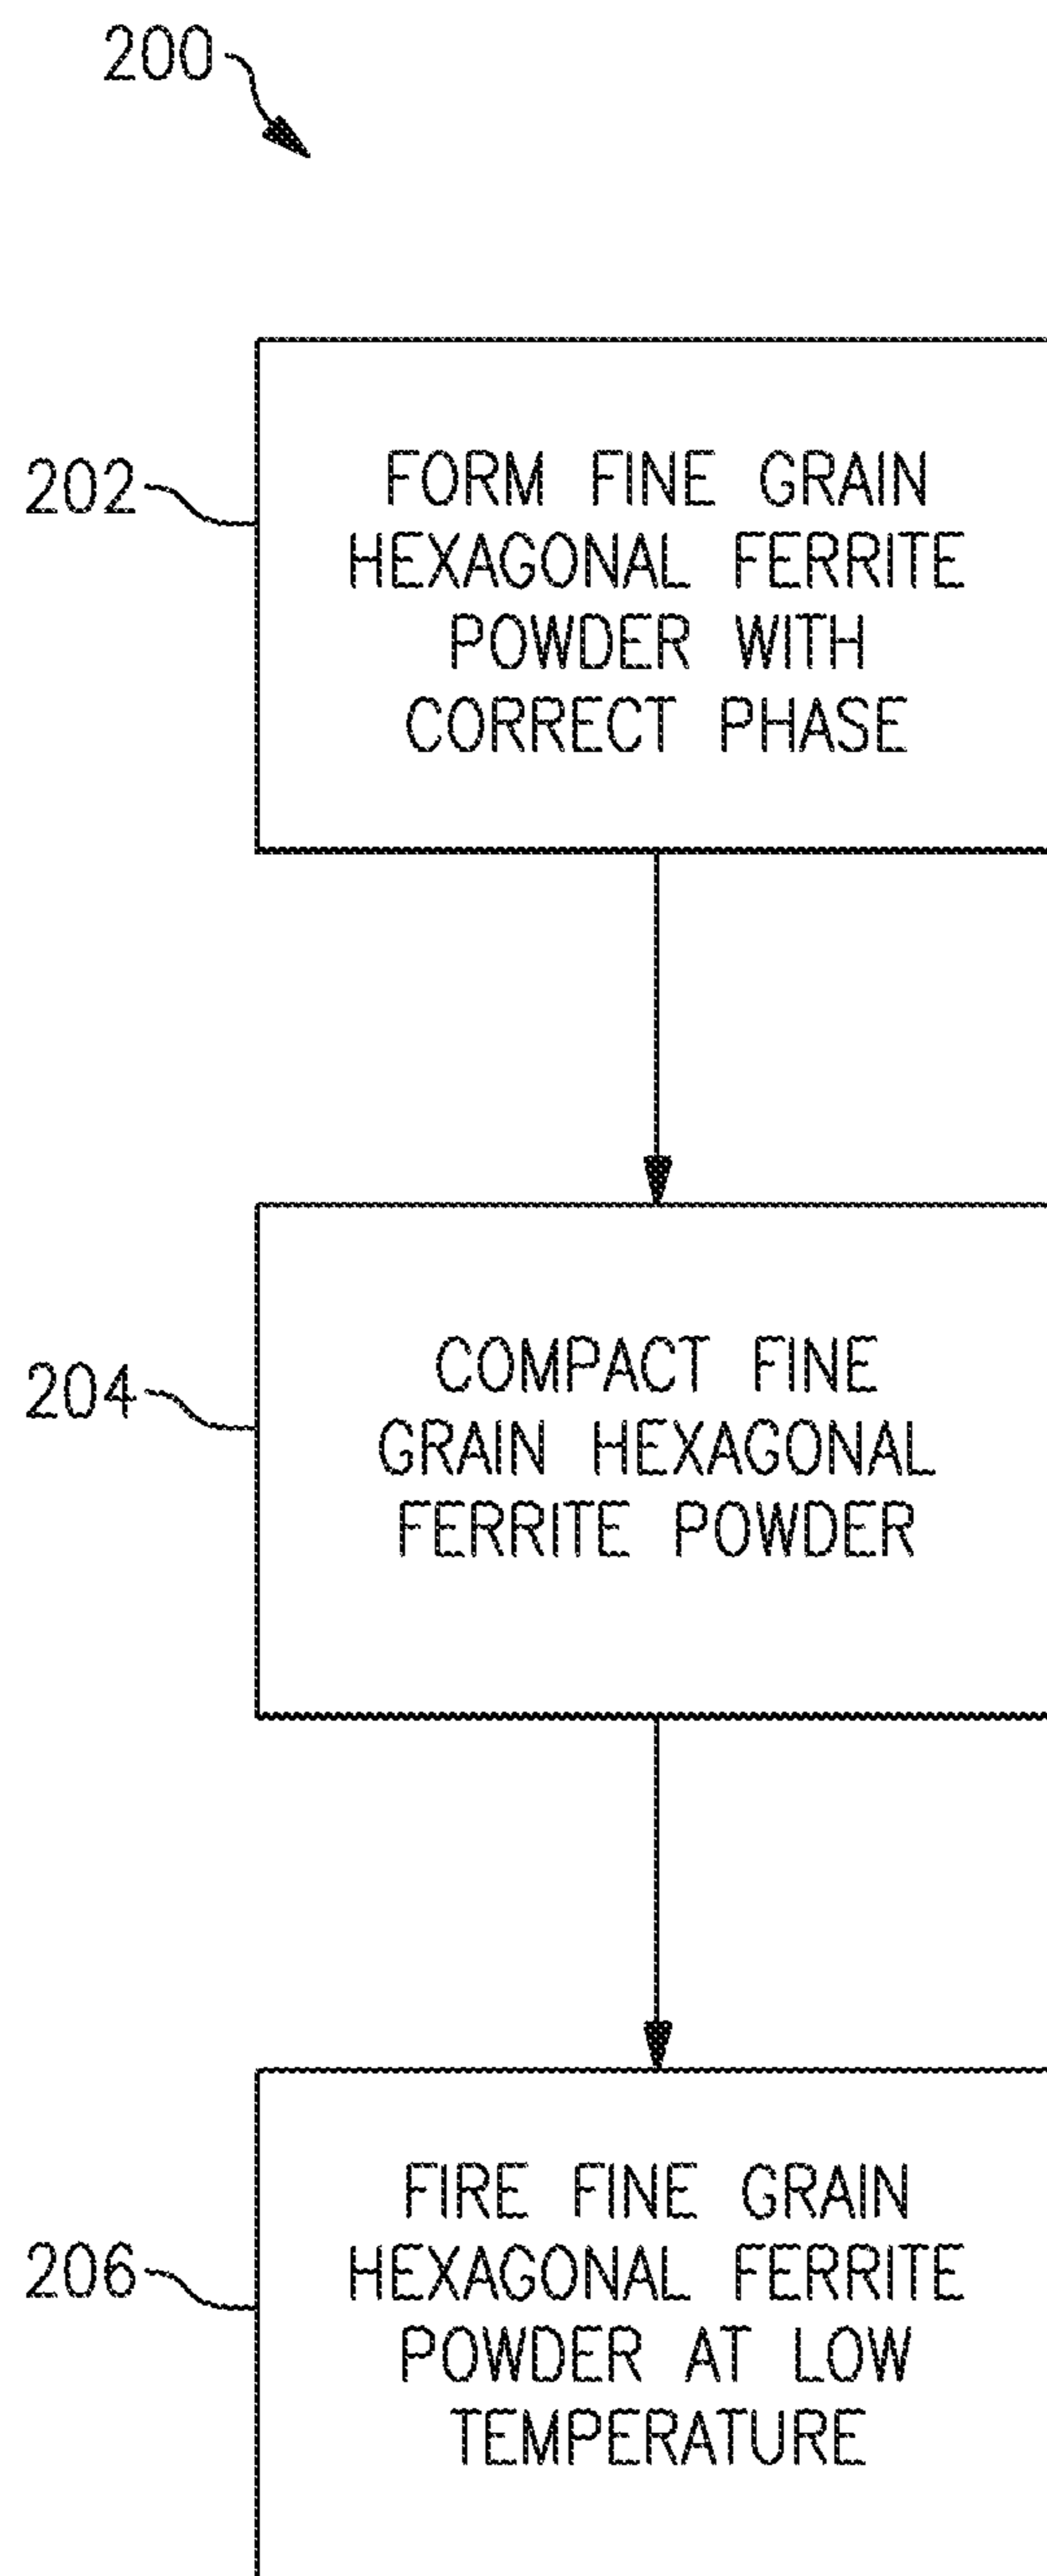 200
202
FORM FINE GRAIN
HEXAGONAL FERRITE
POWDER WITH
CORRECT PHASE
204
COMPACT FINE
GRAIN HEXAGONAL
FERRITE POWDER
206
FIRE FINE GRAIN
HEXAGONAL FERRITE
POWDER AT LOW
TEMPERATURE